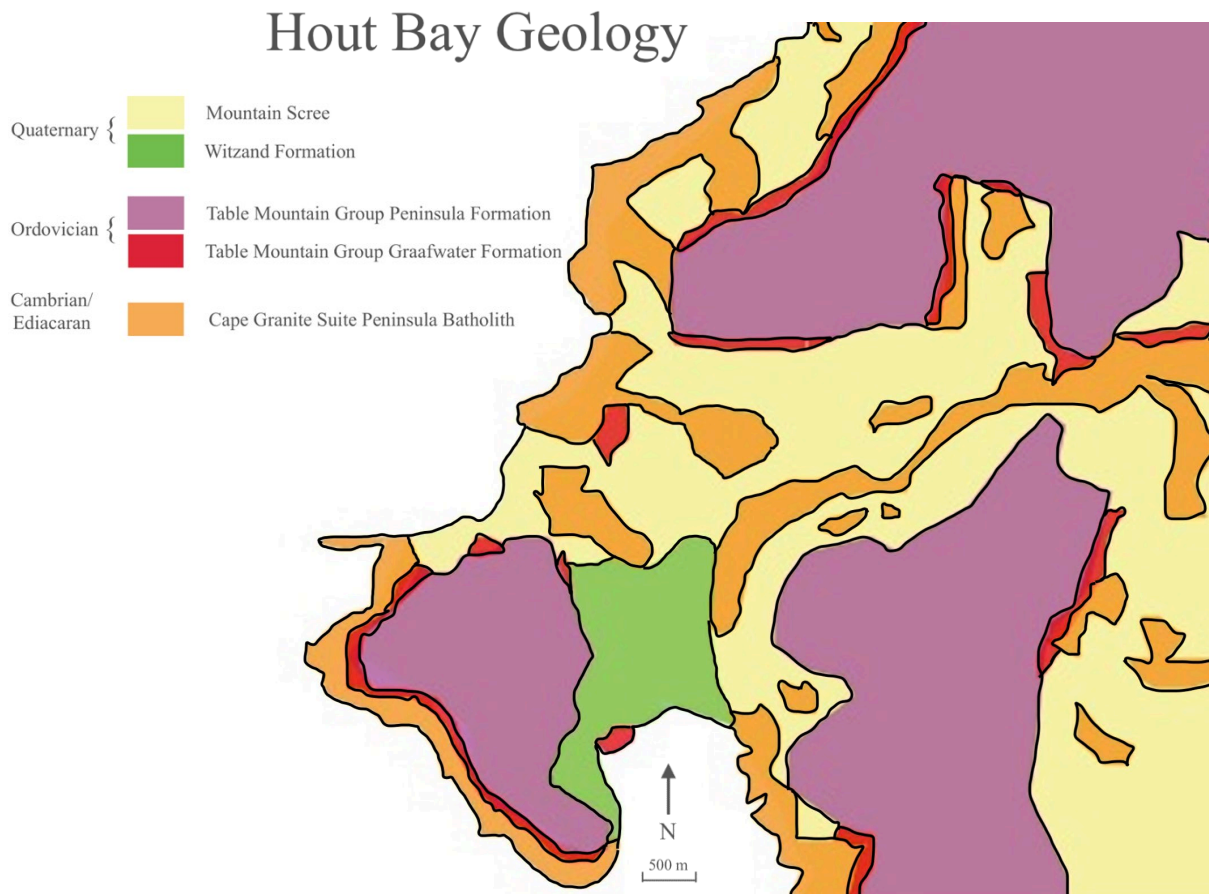 Hout Bay Geology
Quaternary {
Mountain Scree
Witzand Formation
Ordovician {
Table Mountain Group Peninsula Formation
Table Mountain Group Graafwater Formation
Cambrian/
Ediacaran
Cape Granite Suite Peninsula Batholith
N
500 m